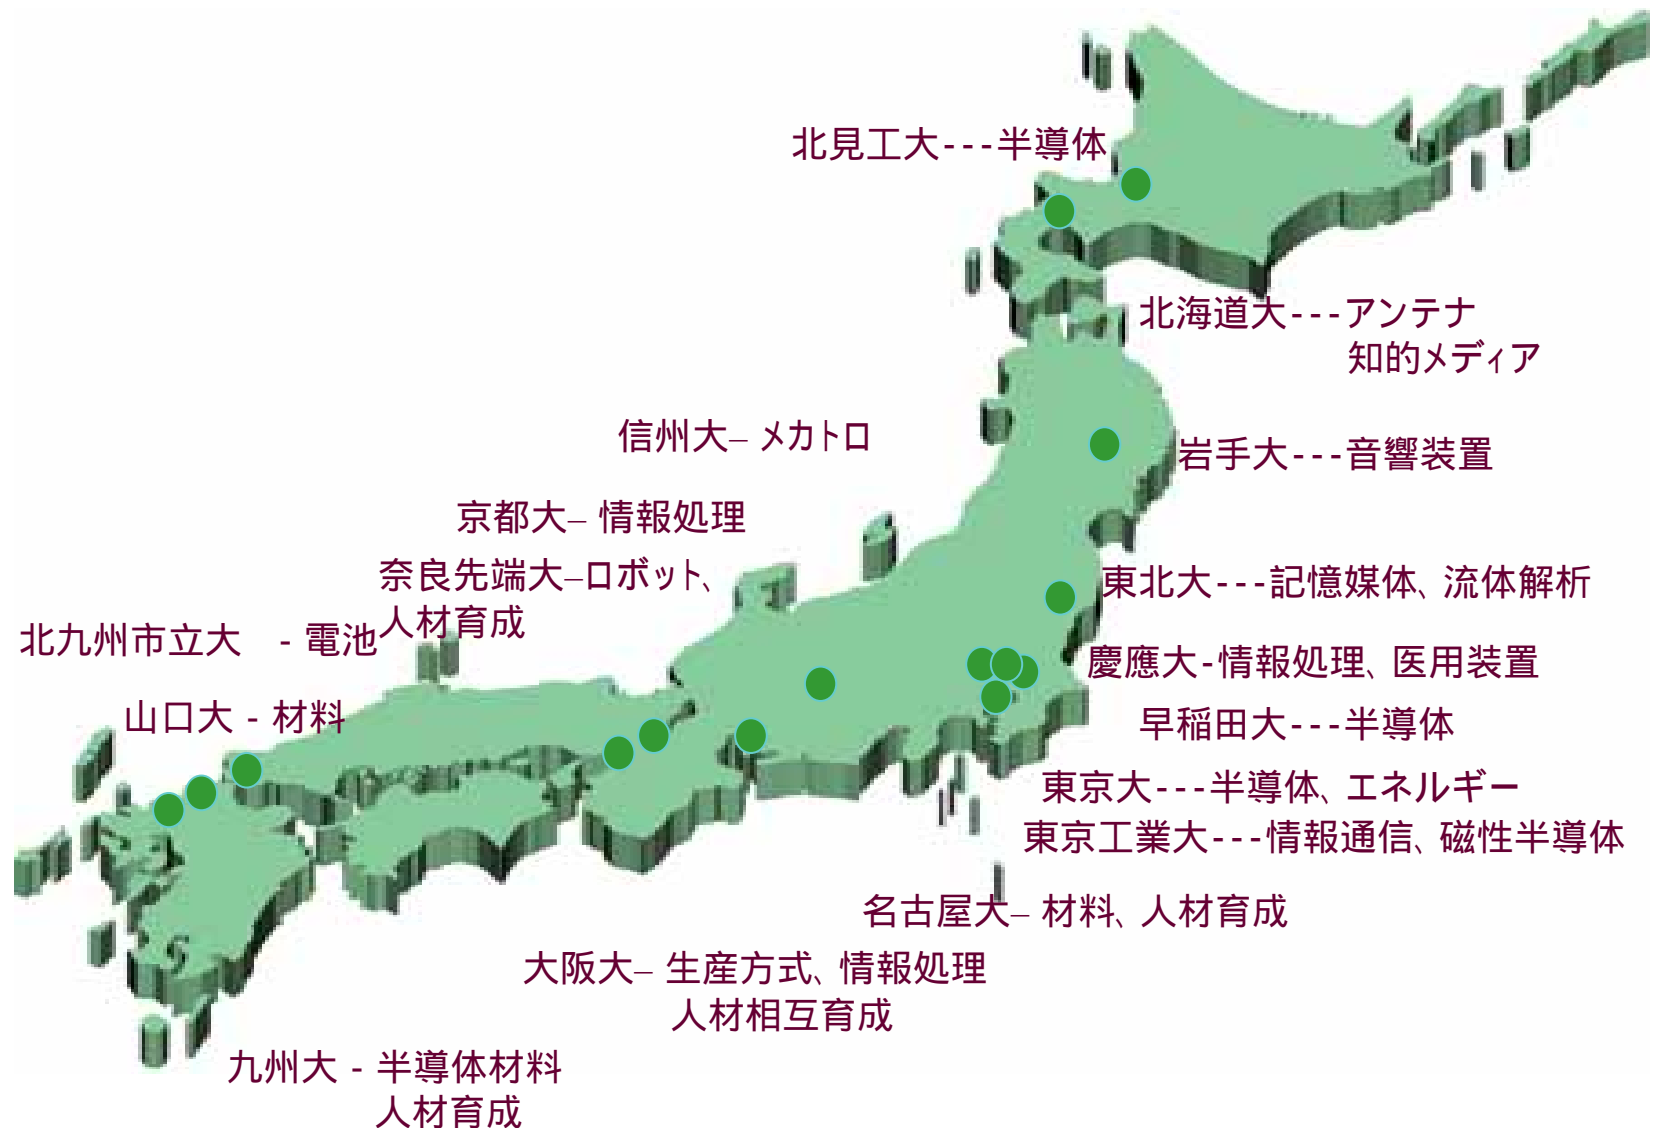 北見工大---半導体
北海道大---アンテナ
知的メディア
信州大– メカトロ
岩手大---音響装置
京都大– 情報処理
奈良先端大–ロボット、
人材育成
東北大---記憶媒体、流体解析
北九州市立大　- 電池
慶應大-情報処理、医用装置
山口大 - 材料
早稲田大---半導体
東京大---半導体、エネルギー
東京工業大---情報通信、磁性半導体
名古屋大– 材料、人材育成
大阪大– 生産方式、情報処理
人材相互育成
九州大 - 半導体材料
人材育成